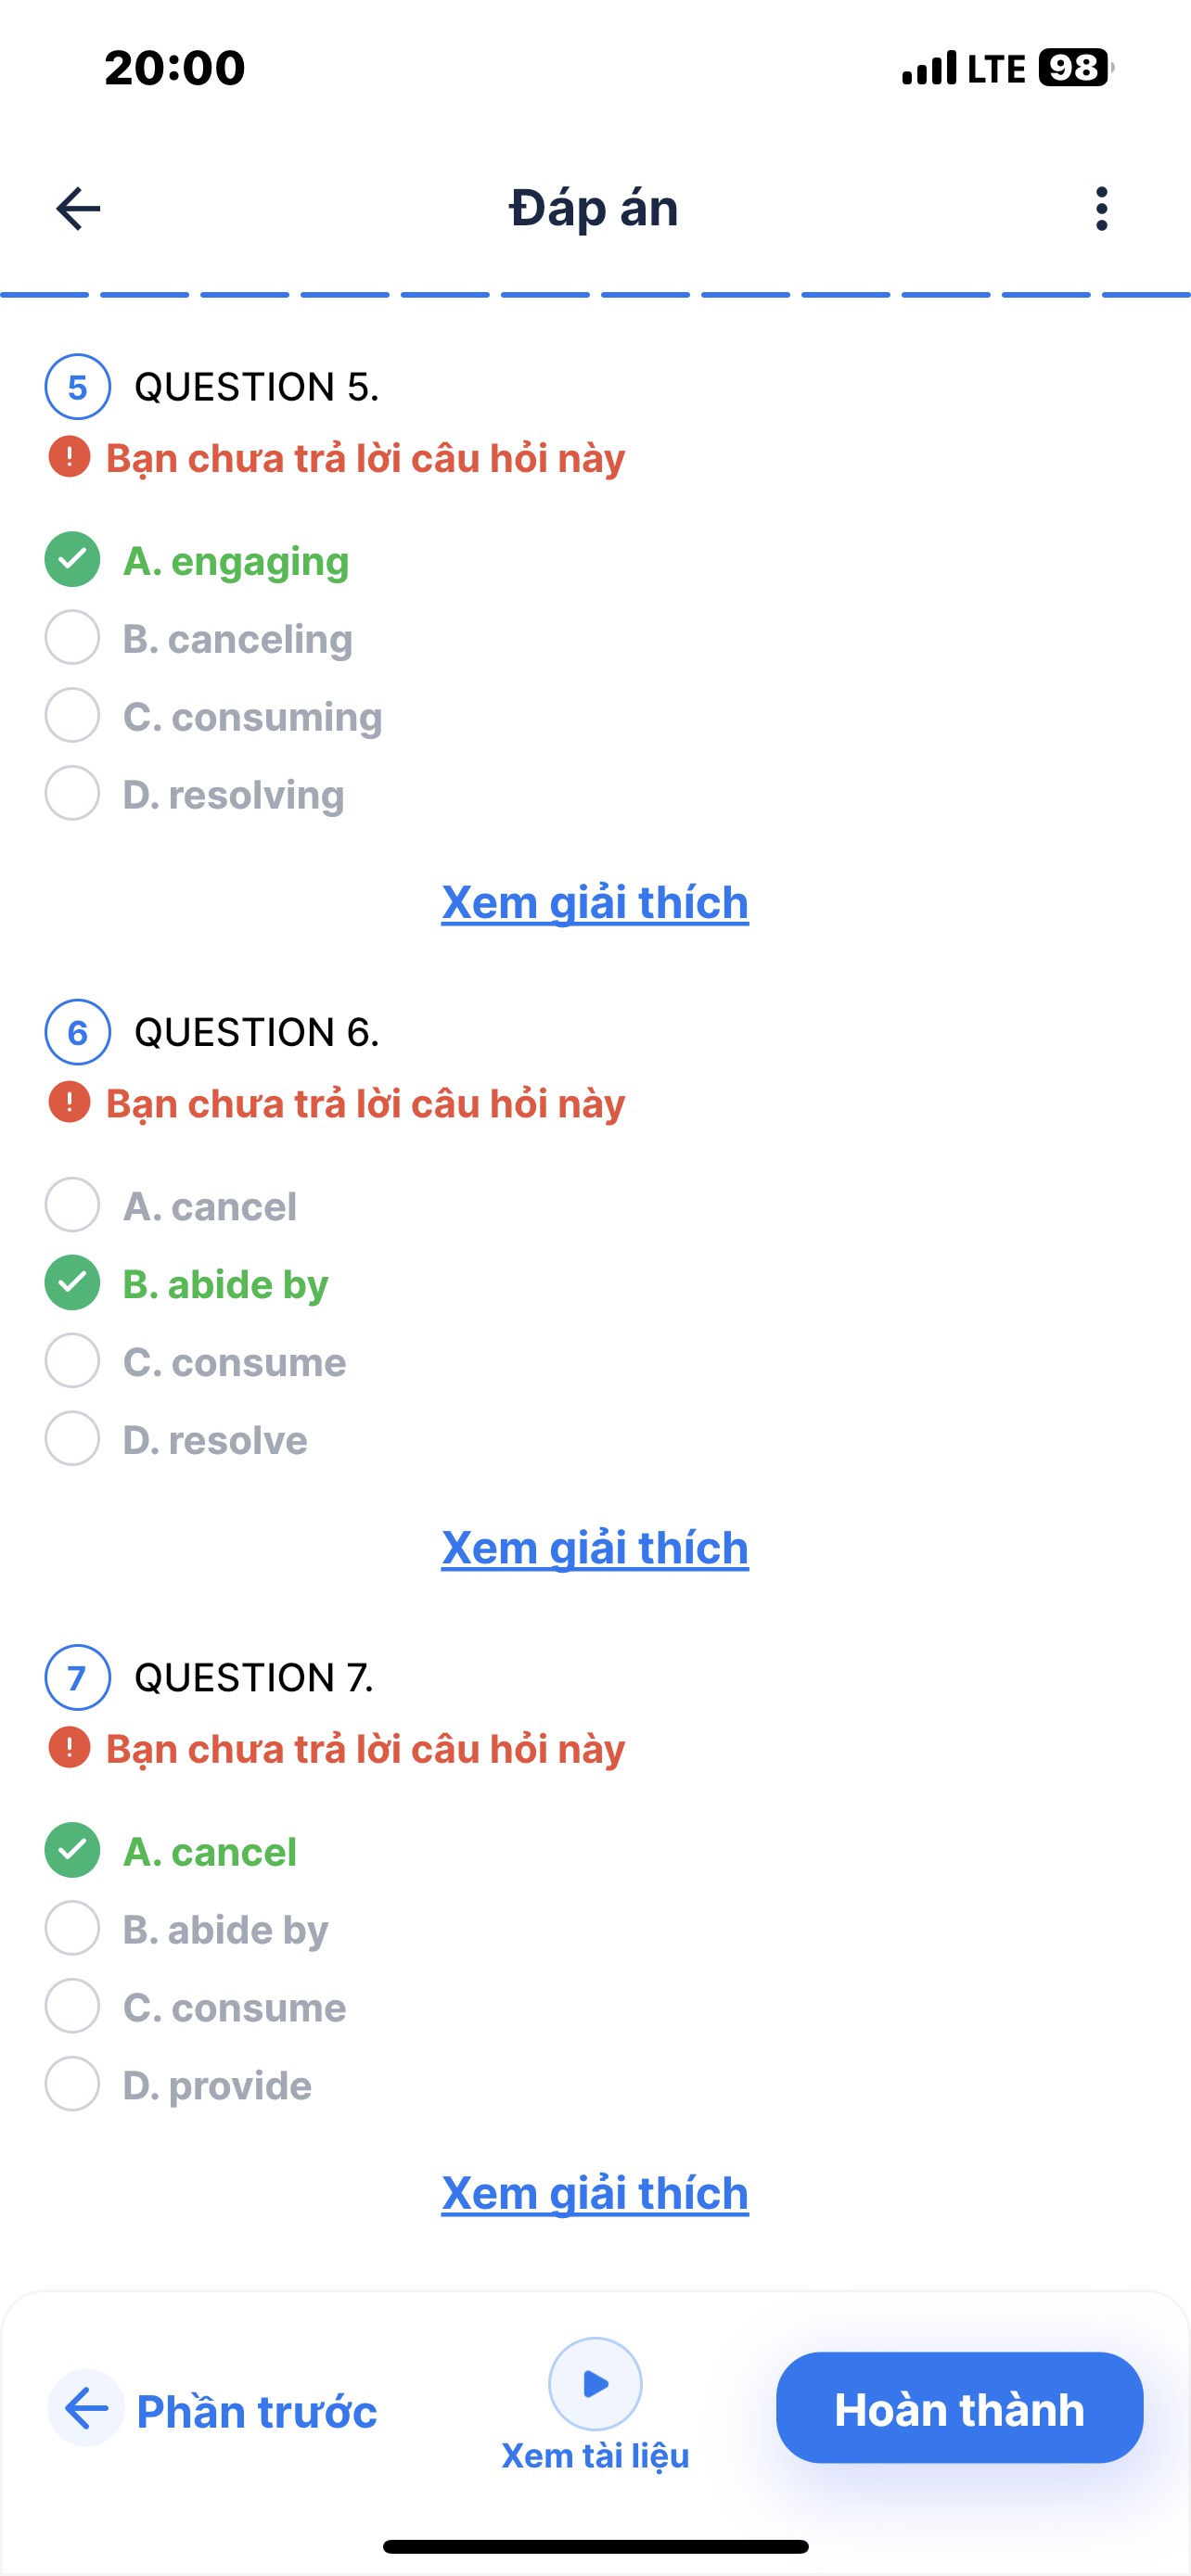 20:00
LTE 98
Đáp án
5 QUESTION 5.
! Bạn chưa trả lời câu hỏi này
A. engaging
B. canceling
C. consuming
D. resolving
Xem giải thích
6 QUESTION 6.
! Bạn chưa trả lời câu hỏi này
A. cancel
B. abide by
C. consume
D. resolve
Xem giải thích
7 QUESTION 7.
! Bạn chưa trả lời câu hỏi này
A. cancel
B. abide by
C. consume
D. provide
Xem giải thích
Phần trước
Xem tài liệu
Hoàn thành